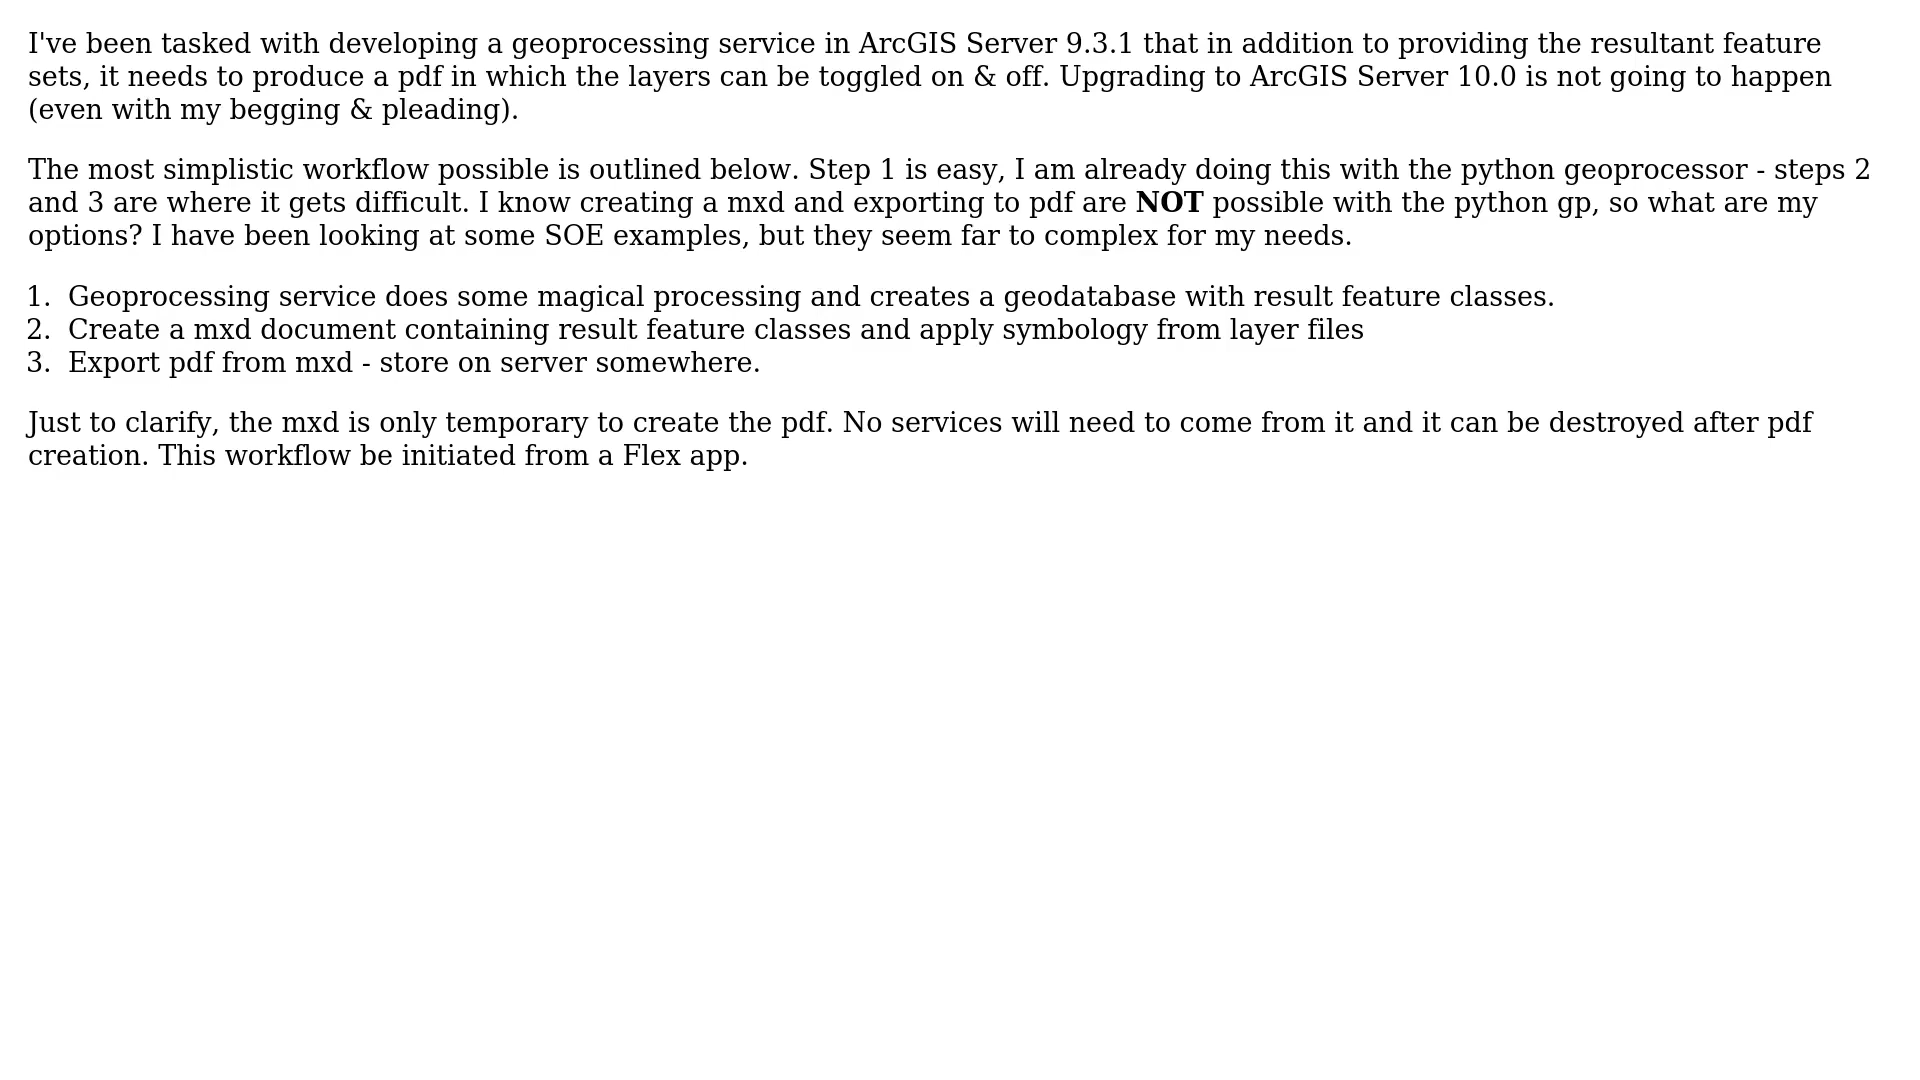 I've been tasked with developing a geoprocessing service in ArcGIS Server 9.3.1 that in addition to providing the resultant feature
sets, it needs to produce a pdf in which the layers can be toggled on & off. Upgrading to ArcGIS Server 10.0 is not going to happen
(even with my begging & pleading).
The most simplistic workflow possible is outlined below. Step 1 is easy, I am already doing this with the python geoprocessor - steps 2
and 3 are where it gets difficult. I know creating a mxd and exporting to pdf are NOT possible with the python gp, so what are my
options? I have been looking at some SOE examples, but they seem far to complex for my needs.
1. Geoprocessing service does some magical processing and creates a geodatabase with result feature classes.
2. Create a mxd document containing result feature classes and apply symbology from layer files
3. Export pdf from mxd - store on server somewhere.
Just to clarify, the mxd is only temporary to create the pdf. No services will need to come from it and it can be destroyed after pdf
creation. This workflow be initiated from a Flex app.